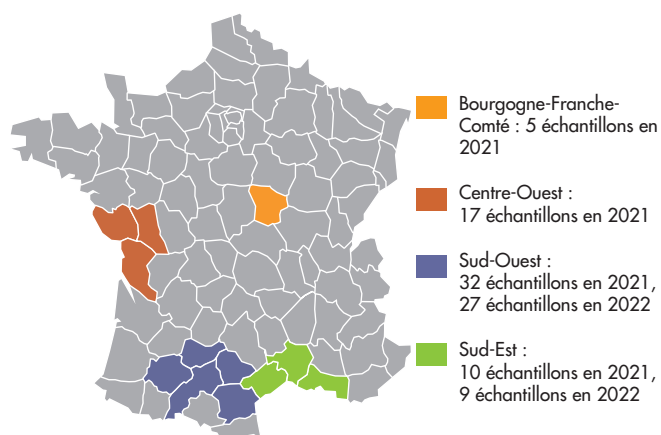 Bourgogne-Franche-
Comté : 5 échantillons en
2021
Centre-Ouest :
17 échantillons en 2021
Sud-Ouest :
32 échantillons en 2021,
27 échantillons en 2022
Sud-Est :
10 échantillons en 2021,
9 échantillons en 2022